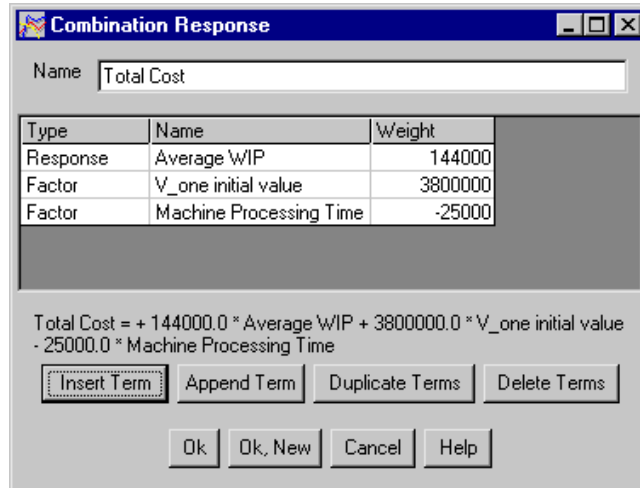 Combination Response
Name Total Cost
Type Name Weight
Response Average WIP 144000
Factor V_one initial value 3800000
Factor Machine Processing Time -25000
Total Cost = + 144000.0 * Average WIP + 3800000.0 * V_one initial value
- 25000.0 * Machine Processing Time
Insert Term Append Term Duplicate Terms Delete Terms
Ok Ok, New Cancel Help